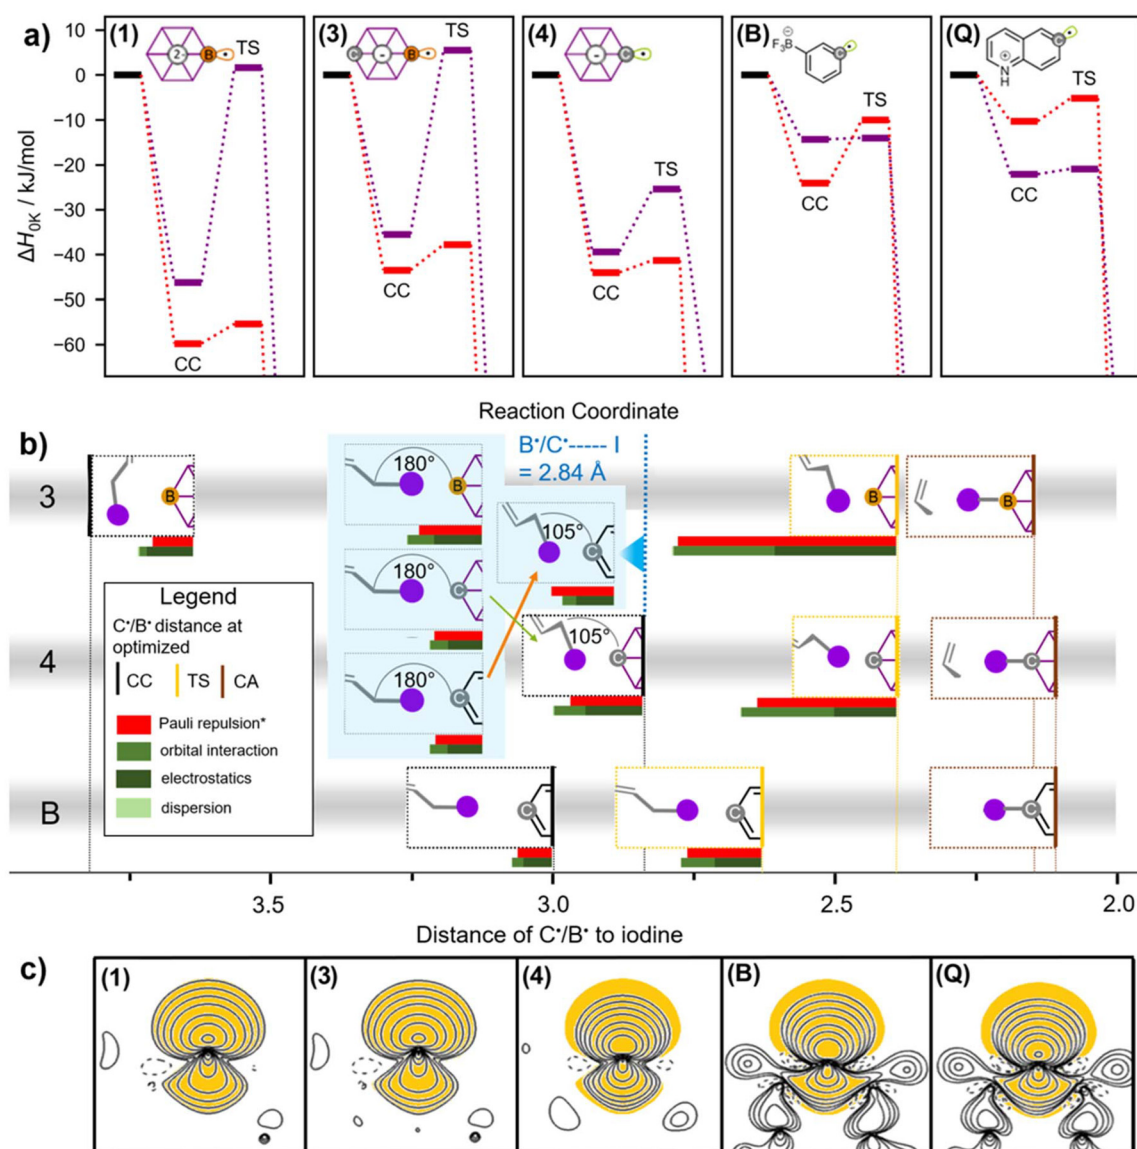 a)
(1)
(3)
(4)
(B)
(Q)
2-
B
TS
C
-
B
TS
-
C
F₃B
⊖
C
⊕
N
H
C
10
0
−10
−20
−30
−40
−50
−60
ΔH0K / kJ/mol
TS
TS
TS
CC
CC
CC
CC
CC
Reaction Coordinate
b)
3
B
180°
B
B•/C•----- I
= 2.84 Å
105°
C
B
B
180°
C
Legend
C•/B• distance at
optimized
CC
TS
CA
Pauli repulsion*
orbital interaction
electrostatics
dispersion
4
180°
C
105°
C
C
C
B
C
C
C
3.5
3.0
2.5
2.0
Distance of C•/B• to iodine
c)
(1)
(3)
(4)
(B)
(Q)